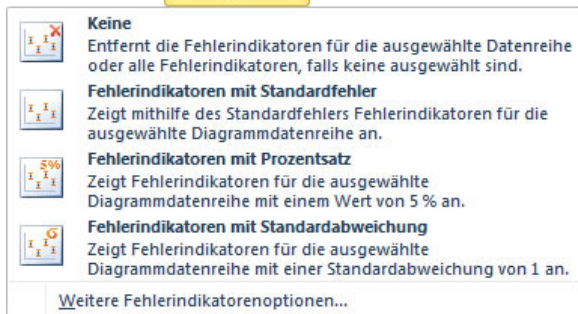 Keine
Entfernt die Fehlerindikatoren für die ausgewählte Datenreihe
oder alle Fehlerindikatoren, falls keine ausgewählt sind.
Fehlerindikatoren mit Standardfehler
Zeigt mithilfe des Standardfehlers Fehlerindikatoren für die
ausgewählte Diagrammdatenreihe an.
5%
Fehlerindikatoren mit Prozentsatz
Zeigt Fehlerindikatoren für die ausgewählte
Diagrammdatenreihe mit einem Wert von 5 % an.
σ
Fehlerindikatoren mit Standardabweichung
Zeigt Fehlerindikatoren für die ausgewählte
Diagrammdatenreihe mit einer Standardabweichung von 1 an.
Weitere Fehlerindikatorenoptionen...